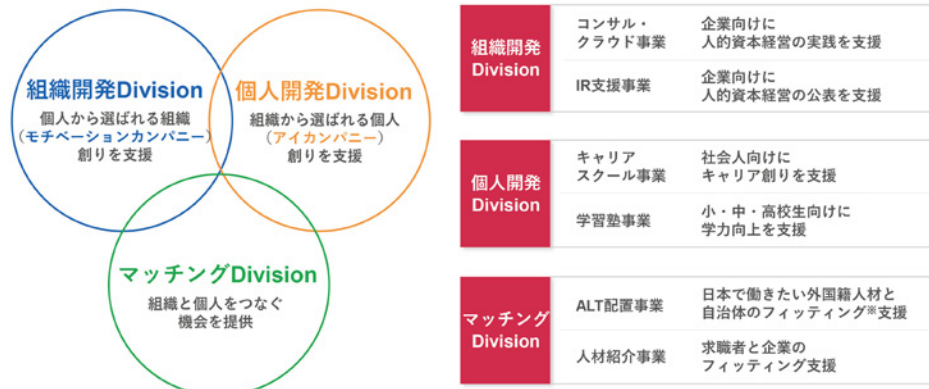 組織開発Division
個人から選ばれる組織
（モチベーションカンパニー）
創りを支援
個人開発Division
組織から選ばれる個人
（アイカンパニー）
創りを支援
マッチングDivision
組織と個人をつなぐ
機会を提供
組織開発
Division
コンサル・
クラウド事業
企業向けに
人的資本経営の実践を支援
IR支援事業
企業向けに
人的資本経営の公表を支援
個人開発
Division
キャリア
スクール事業
社会人向けに
キャリア創りを支援
学習塾事業
小・中・高校生向けに
学力向上を支援
マッチング
Division
ALT配置事業
日本で働きたい外国籍人材と
自治体のフィッティング※支援
人材紹介事業
求職者と企業の
フィッティング支援